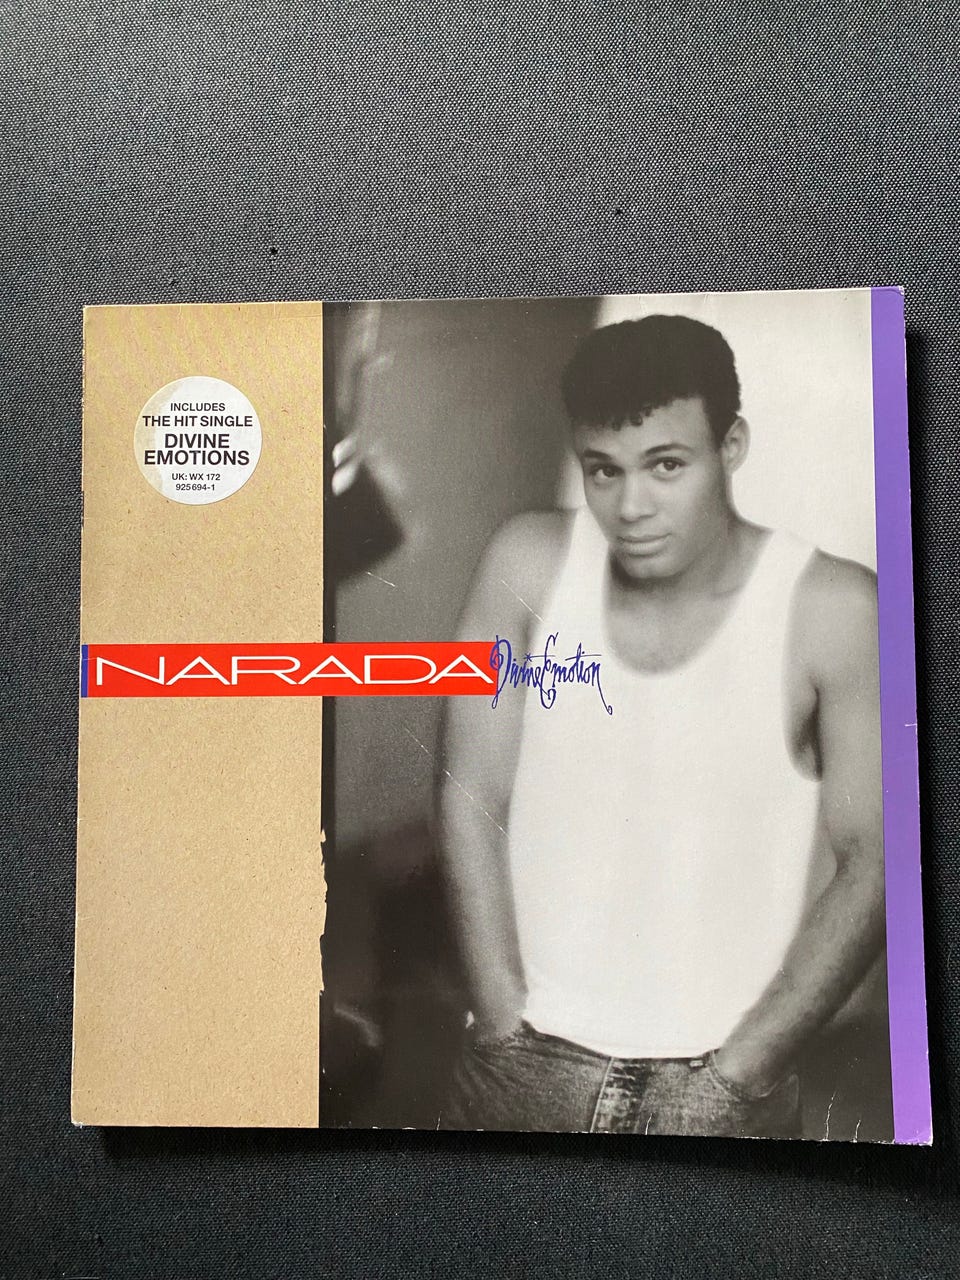 INCLUDES
THE HIT SINGLE
DIVINE
EMOTIONS
UK: WX 172
925 694-1
NARADA Divine Emotion